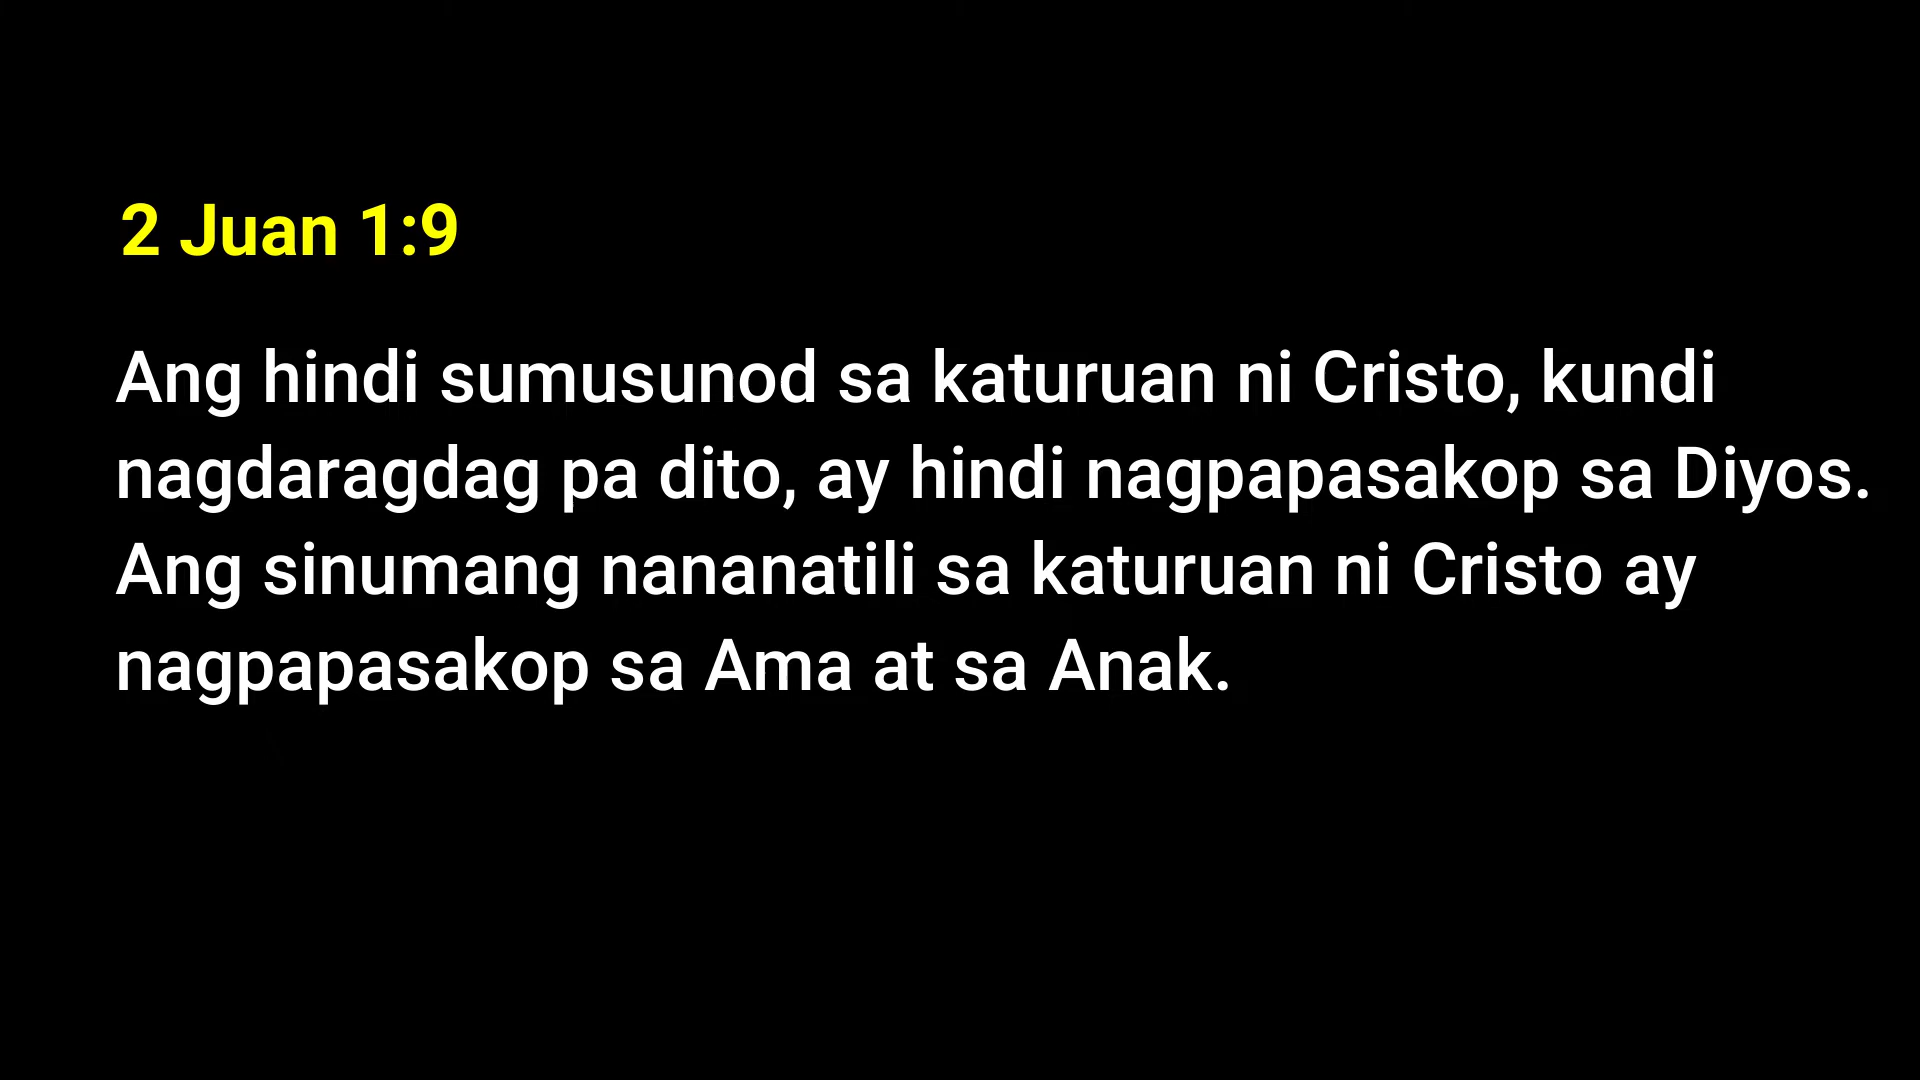 2 Juan 1:9
Ang hindi sumusunod sa katuruan ni Cristo, kundi
nagdaragdag pa dito, ay hindi nagpapasakop sa Diyos.
Ang sinumang nananatili sa katuruan ni Cristo ay
nagpapasakop sa Ama at sa Anak.